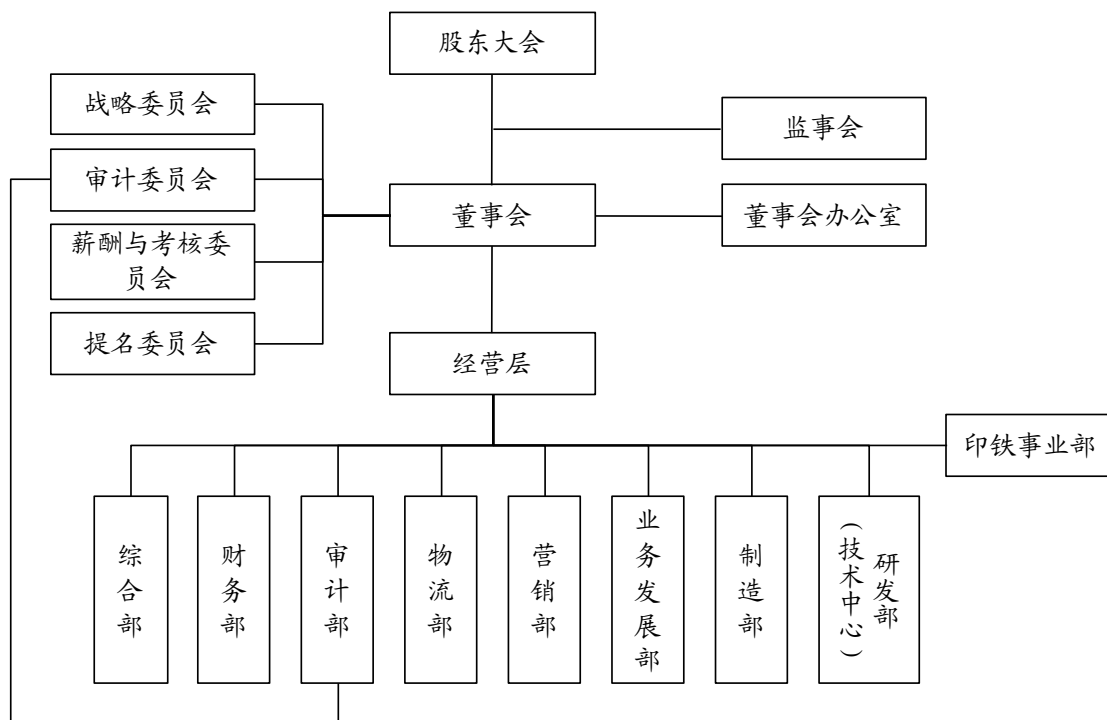 股东大会
战略委员会
监事会
审计委员会
董事会
董事会办公室
薪酬与考核委
员会
提名委员会
经营层
印铁事业部
综合部
财务部
审计部
物流部
营销部
业务发展部
制造部
研发部
(技术中心)